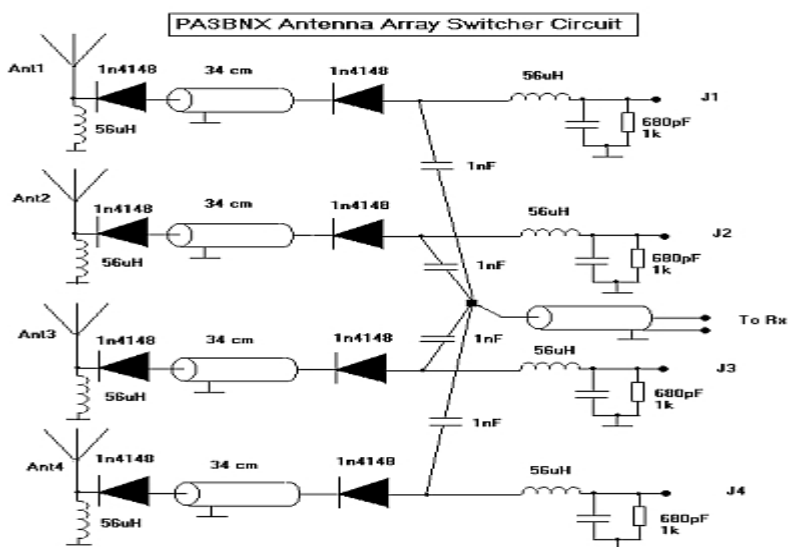 PA3BNX Antenna Array Switcher Circuit
Ant1
1n4148
34 cm
1n4148
56uH
J1
56uH
680pF
1k
1nF
Ant2
1n4148
34 cm
1n4148
56uH
J2
56uH
680pF
1k
1nF
To Rx
Ant3
1n4148
34 cm
1n4148
1nF
56uH
J3
56uH
680pF
1k
1nF
Ant4
1n4148
34 cm
1n4148
56uH
J4
56uH
680pF
1k